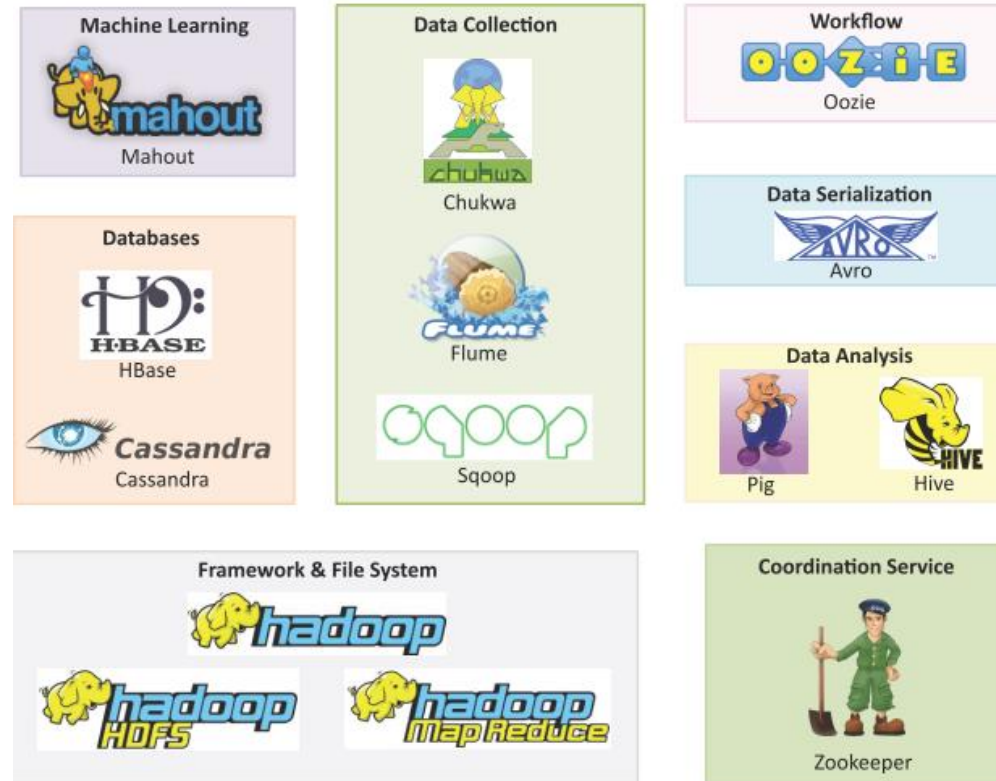 Machine Learning
mahout
Mahout
Databases
H·BASE
HBase
Cassandra
Cassandra
Data Collection
chukwa
Chukwa
FLUME
Flume
sqoop
Sqoop
Workflow
OOZiE
Oozie
Data Serialization
AVRO
TM
Avro
Data Analysis
Pig
HIVE
Hive
Framework & File System
hadoop
hadoop
HDFS
hadoop
Map Reduce
Coordination Service
Zookeeper